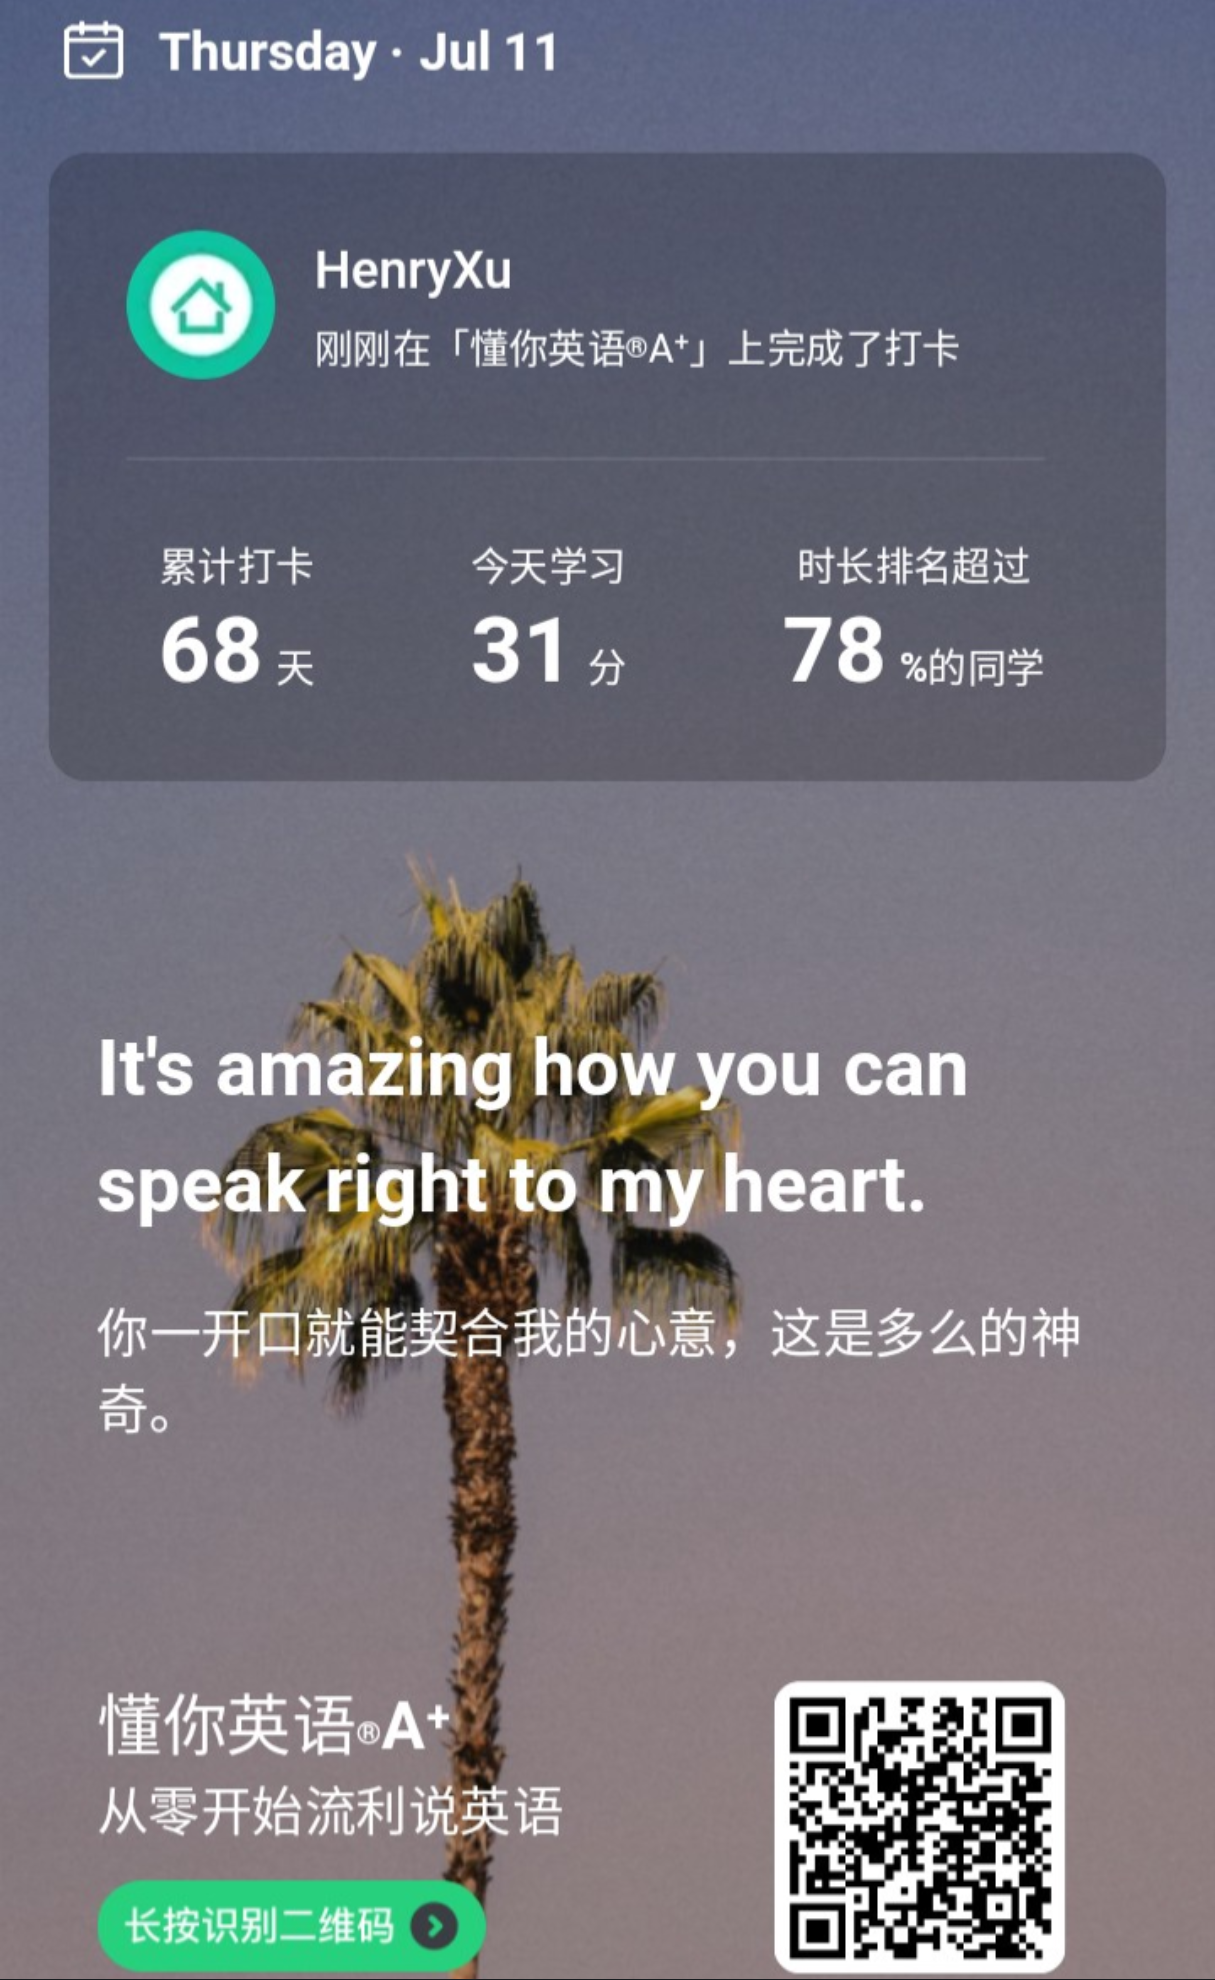 Thursday · Jul 11
HenryXu
刚刚在「懂你英语®A⁺」上完成了打卡
累计打卡
今天学习
时长排名超过
68 天
31 分
78 %的同学
It's amazing how you can
speak right to my heart.
你一开口就能契合我的心意，这是多么的神
奇。
懂你英语®A⁺
从零开始流利说英语
长按识别二维码